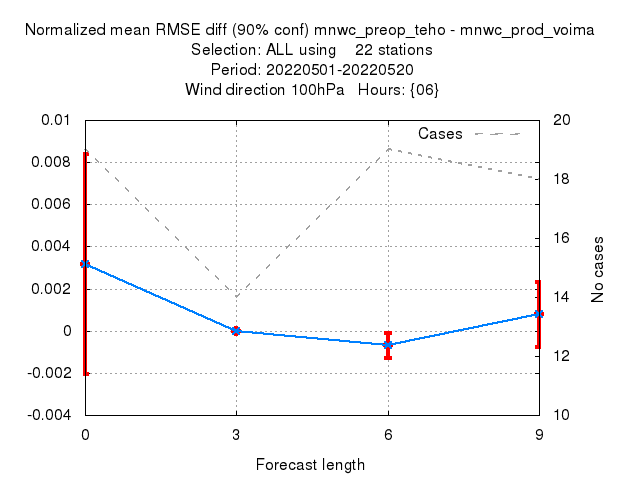 Normalized mean RMSE diff (90% conf) mnwc_preop_teho - mnwc_prod_voima
Selection: ALL using    22 stations
Period: 20220501-20220520
Wind direction 100hPa   Hours: {06}
0.01
0.008
0.006
0.004
0.002
0
-0.002
-0.004
20
18
16
14
12
10
Cases
No cases
0 3 6 9
Forecast length